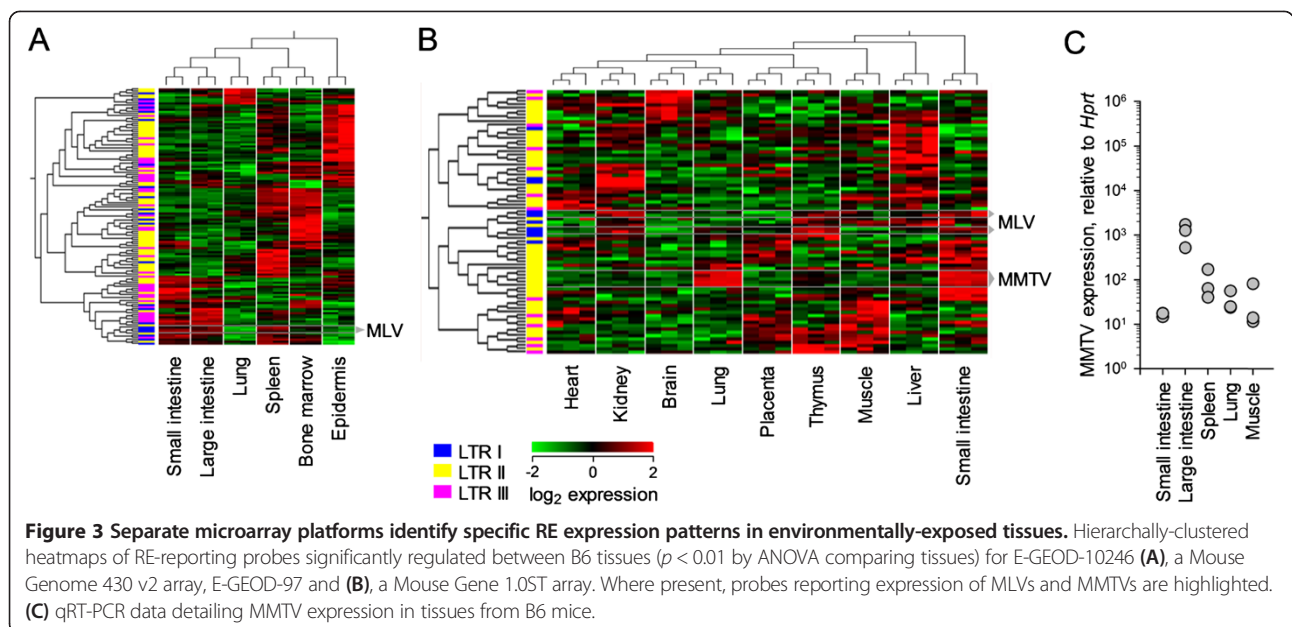 A
B
C
MLV
Small intestine
Large intestine
Lung
Spleen
Bone marrow
Epidermis
MLV
MMTV
Heart
Kidney
Brain
Lung
Placenta
Thymus
Muscle
Liver
Small intestine
LTR I
LTR II
LTR III
-2 0 2
log2 expression
MMTV expression, relative to Hprt
10^6
10^5
10^4
10^3
10^2
10^1
10^0
Small intestine
Large intestine
Spleen
Lung
Muscle
Figure 3 Separate microarray platforms identify specific RE expression patterns in environmentally-exposed tissues. Hierarchally-clustered
heatmaps of RE-reporting probes significantly regulated between B6 tissues (p < 0.01 by ANOVA comparing tissues) for E-GEOD-10246 (A), a Mouse
Genome 430 v2 array, E-GEOD-97 and (B), a Mouse Gene 1.0ST array. Where present, probes reporting expression of MLVs and MMTVs are highlighted.
(C) qRT-PCR data detailing MMTV expression in tissues from B6 mice.